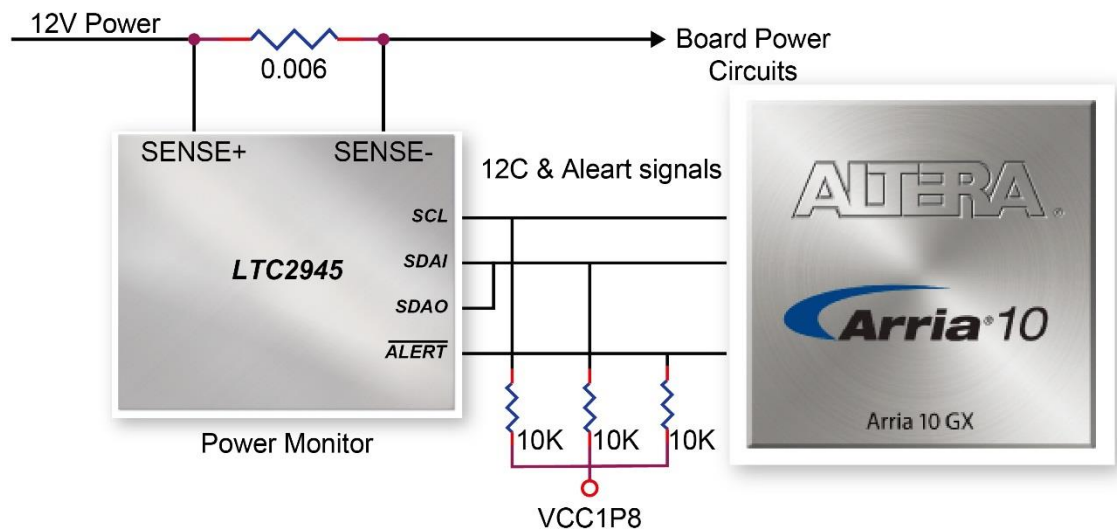 12V Power
0.006
Board Power
Circuits
SENSE+
SENSE-
12C & Aleart signals
SCL
LTC2945
SDAI
SDAO
ALERT
Power Monitor
10K
10K
10K
VCC1P8
ALTERA®
Arria® 10
Arria 10 GX